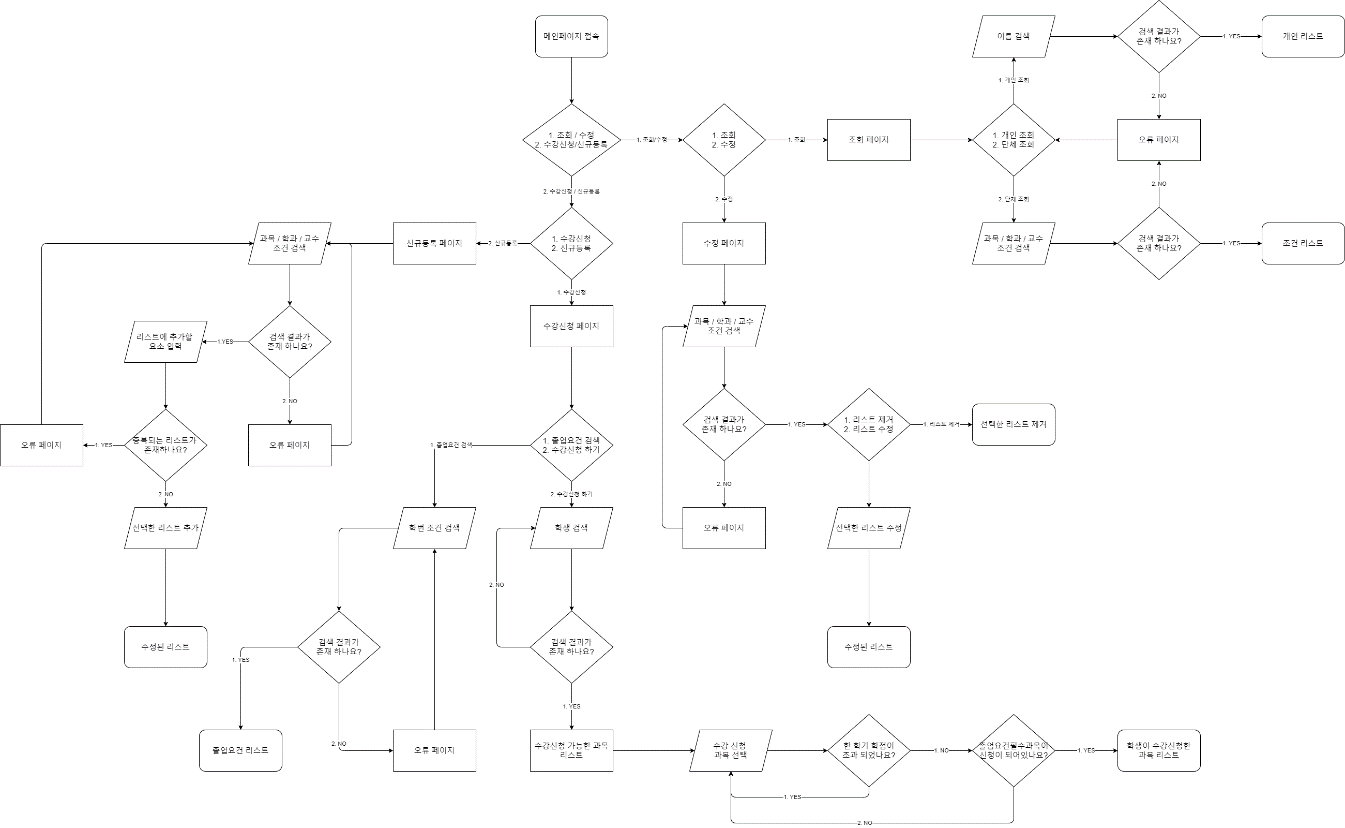 메인페이지 접속
1. 조회 / 수정
2. 수강신청/신규등록
1. 조회/수정
1. 조회
2. 수정
1. 조회
조회 페이지
1. 개인 조회
2. 단체 조회
1. 개인 조회
이름 검색
검색 결과가
존재 하나요?
1. YES
개인 리스트
2. NO
오류 페이지
2. NO
2. 단체 조회
과목 / 학과 / 교수
조건 검색
검색 결과가
존재 하나요?
1. YES
조건 리스트
2. 수정
수정 페이지
과목 / 학과 / 교수
조건 검색
검색 결과가
존재 하나요?
1. YES
1. 리스트 제거
2. 리스트 수정
1. 리스트 제거
선택한 리스트 제거
2. NO
오류 페이지
선택한 리스트 수정
수정된 리스트
2. 수강신청 / 신규등록
1. 수강신청
2. 신규등록
2. 신규등록
신규등록 페이지
과목 / 학과 / 교수
조건 검색
검색 결과가
존재 하나요?
1.YES
리스트에 추가할
요소 입력
2. NO
오류 페이지
중복되는 리스트가
존재하나요?
1. YES
오류 페이지
2. NO
선택한 리스트 추가
수정된 리스트
1. 수강신청
수강신청 페이지
1. 졸업요건 검색
2. 수강신청 하기
1. 졸업요건 검색
학번 조건 검색
검색 결과가
존재 하나요?
1. YES
졸업요건 리스트
2. NO
오류 페이지
2. 수강신청 하기
학생 검색
2. NO
검색 결과가
존재 하나요?
1. YES
수강신청 가능한 과목
리스트
수강 신청
과목 선택
한 학기 학점이
초과 되었나요?
1. YES
1. NO
졸업요건필수과목이
신청이 되어있나요?
2. NO
1. YES
학생이 수강신청한
과목 리스트